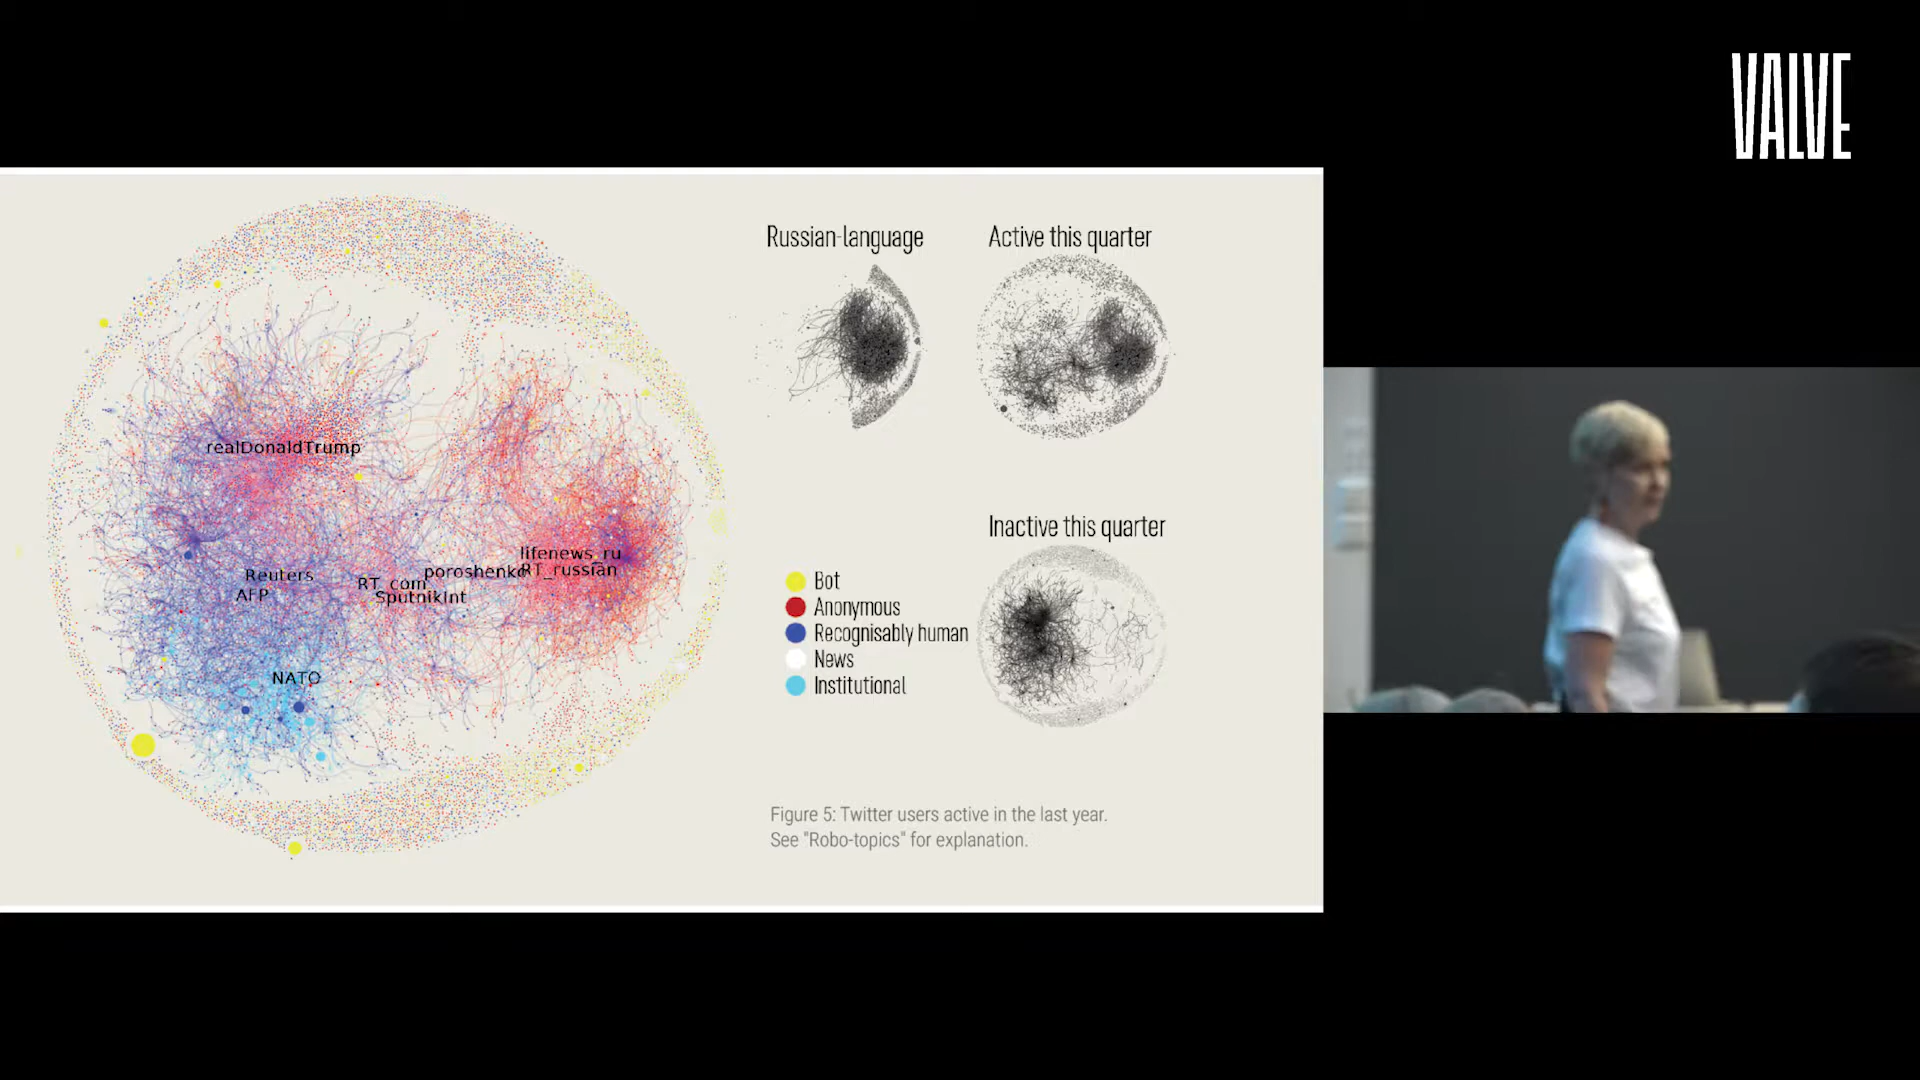 VALVE
Russian-language
Active this quarter
realDonaldTrump
Inactive this quarter
lifenews_ru
poroshenko
RT_russian
Reuters
RT_com
AFP
SputnikInt
NATO
Bot
Anonymous
Recognisably human
News
Institutional
Figure 5: Twitter users active in the last year.
See "Robo-topics" for explanation.